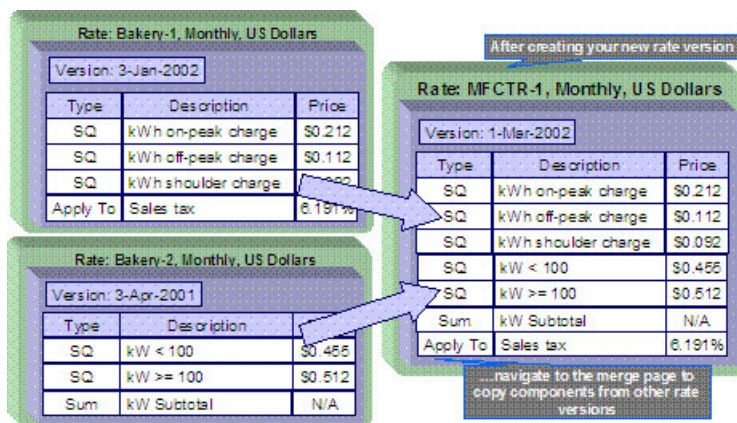 Rate: Bakery-1, Monthly, US Dollars
Version: 3-Jan-2002
Type Description Price
SQ kWh on-peak charge $0.212
SQ kWh off-peak charge $0.112
SQ kWh shoulder charge
Apply To Sales tax 6.191%
Rate: Bakery-2, Monthly, US Dollars
Version: 3-Apr-2001
Type Description
SQ kW < 100 $0.455
SQ kW >= 100 $0.512
Sum kW Subtotal N/A
After creating your new rate version
Rate: MFCTR-1, Monthly, US Dollars
Version: 1-Mar-2002
Type Description Price
SQ kWh on-peak charge $0.212
SQ kWh off-peak charge $0.112
SQ kWh shoulder charge $0.092
SQ kW < 100 $0.455
SQ kW >= 100 $0.512
Sum kW Subtotal N/A
Apply To Sales tax 6.191%
...navigate to the merge page to
copy components from other rate
versions